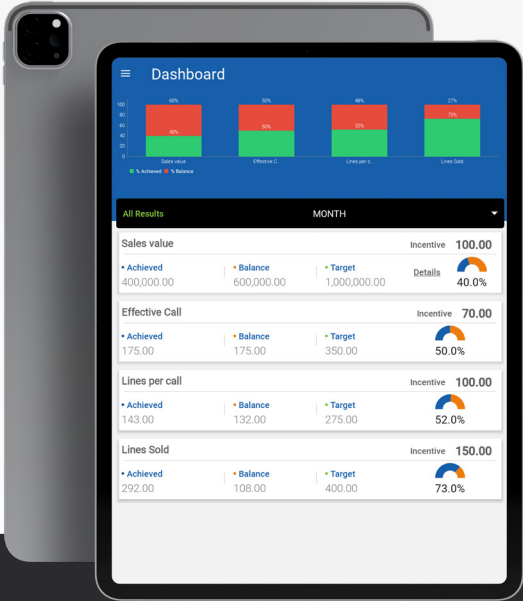 Dashboard
60% 50% 48% 27%
100
80
60
40
20
0
40% 50% 52% 73%
Sales value Effective C. Lines per c. Lines Sold
% Achieved % Balance
All Results MONTH
Sales value Incentive 100.00
• Achieved • Balance • Target Details
400,000.00 600,000.00 1,000,000.00 40.0%
Effective Call Incentive 70.00
• Achieved • Balance • Target
175.00 175.00 350.00 50.0%
Lines per call Incentive 100.00
• Achieved • Balance • Target
143.00 132.00 275.00 52.0%
Lines Sold Incentive 150.00
• Achieved • Balance • Target
292.00 108.00 400.00 73.0%